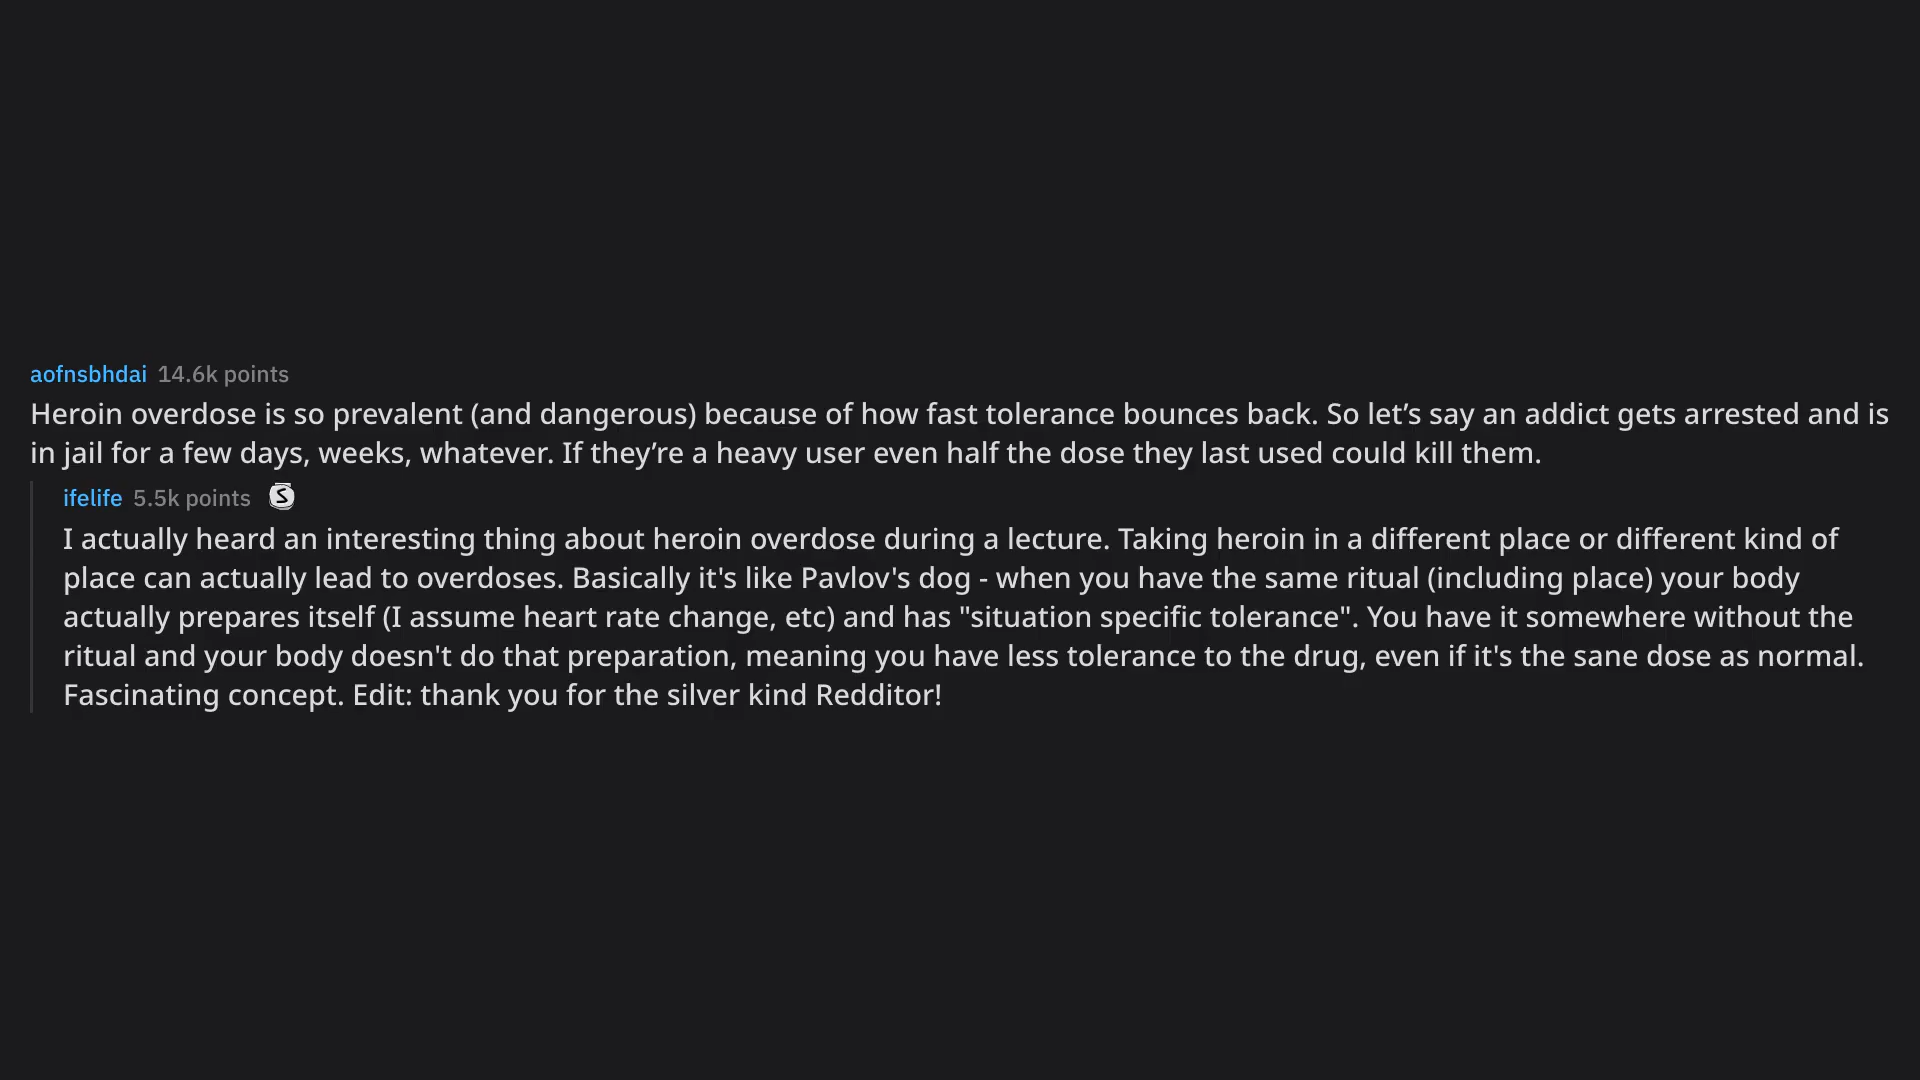 aofnsbhdai 14.6k points
Heroin overdose is so prevalent (and dangerous) because of how fast tolerance bounces back. So let’s say an addict gets arrested and is
in jail for a few days, weeks, whatever. If they’re a heavy user even half the dose they last used could kill them.
ifelife 5.5k points S
I actually heard an interesting thing about heroin overdose during a lecture. Taking heroin in a different place or different kind of
place can actually lead to overdoses. Basically it's like Pavlov's dog - when you have the same ritual (including place) your body
actually prepares itself (I assume heart rate change, etc) and has "situation specific tolerance". You have it somewhere without the
ritual and your body doesn't do that preparation, meaning you have less tolerance to the drug, even if it's the sane dose as normal.
Fascinating concept. Edit: thank you for the silver kind Redditor!